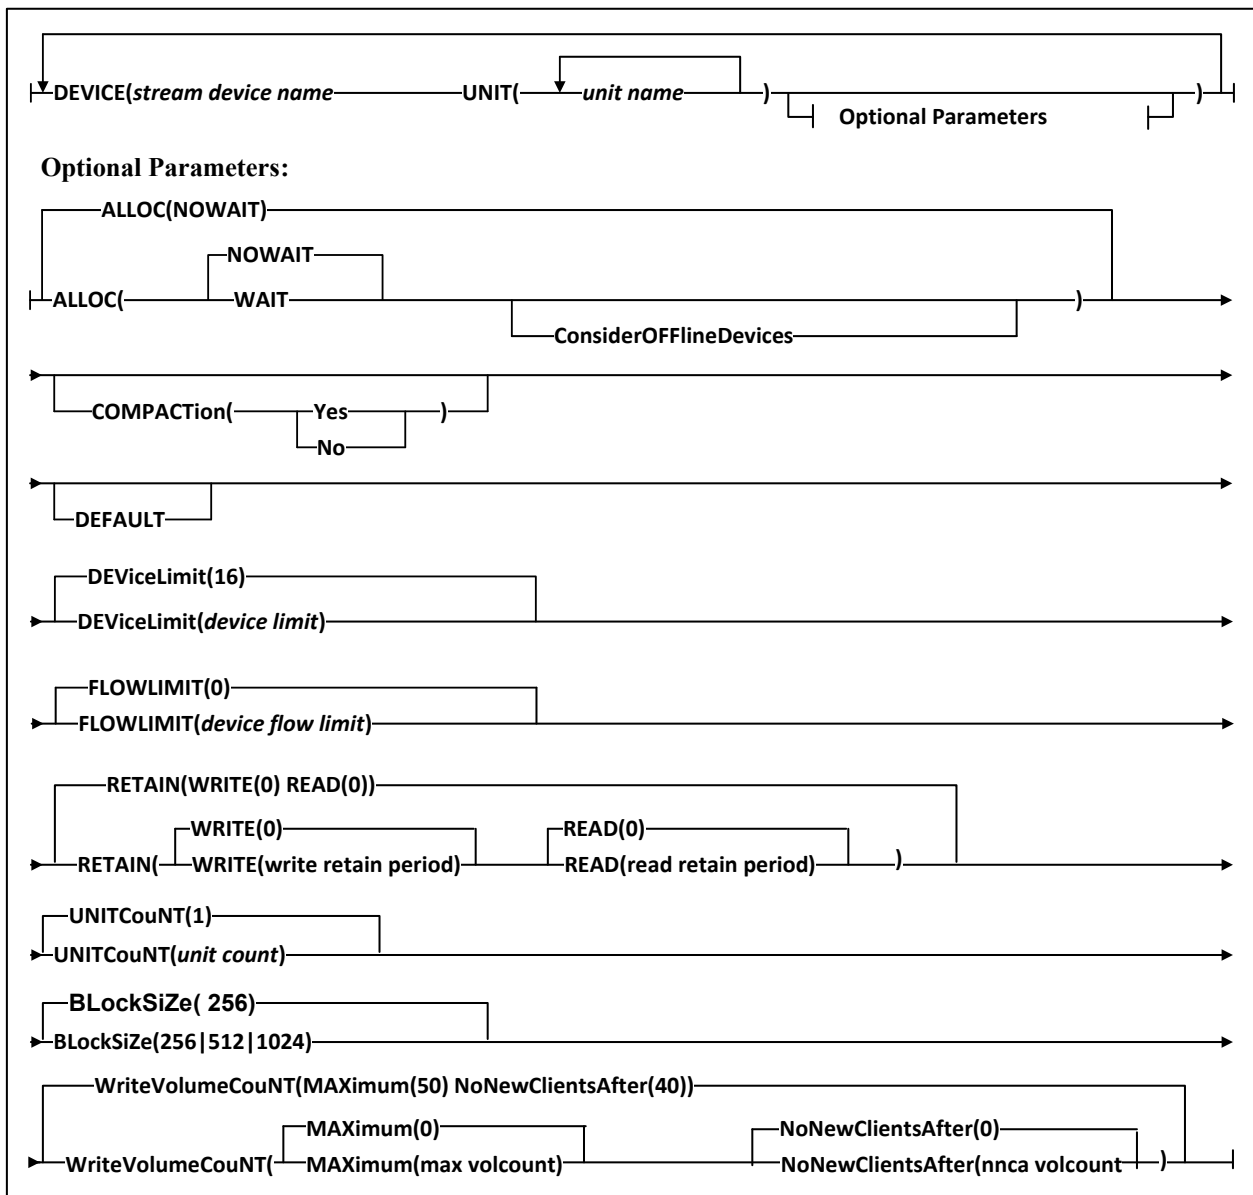 DEVICE(stream device name UNIT( unit name ) )
Optional Parameters
Optional Parameters:
ALLOC(NOWAIT)
NOWAIT
ALLOC( WAIT )
ConsiderOFFlineDevices
COMPACTion( Yes )
No
DEFAULT
DEViceLimit(16)
DEViceLimit(device limit)
FLOWLIMIT(0)
FLOWLIMIT(device flow limit)
RETAIN(WRITE(0) READ(0))
WRITE(0) READ(0)
RETAIN( WRITE(write retain period) READ(read retain period) )
UNITCouNT(1)
UNITCouNT(unit count)
BLockSiZe( 256)
BLockSiZe(256|512|1024)
WriteVolumeCouNT(MAXimum(50) NoNewClientsAfter(40))
MAXimum(0) NoNewClientsAfter(0)
WriteVolumeCouNT( MAXimum(max volcount) NoNewClientsAfter(nnca volcount )